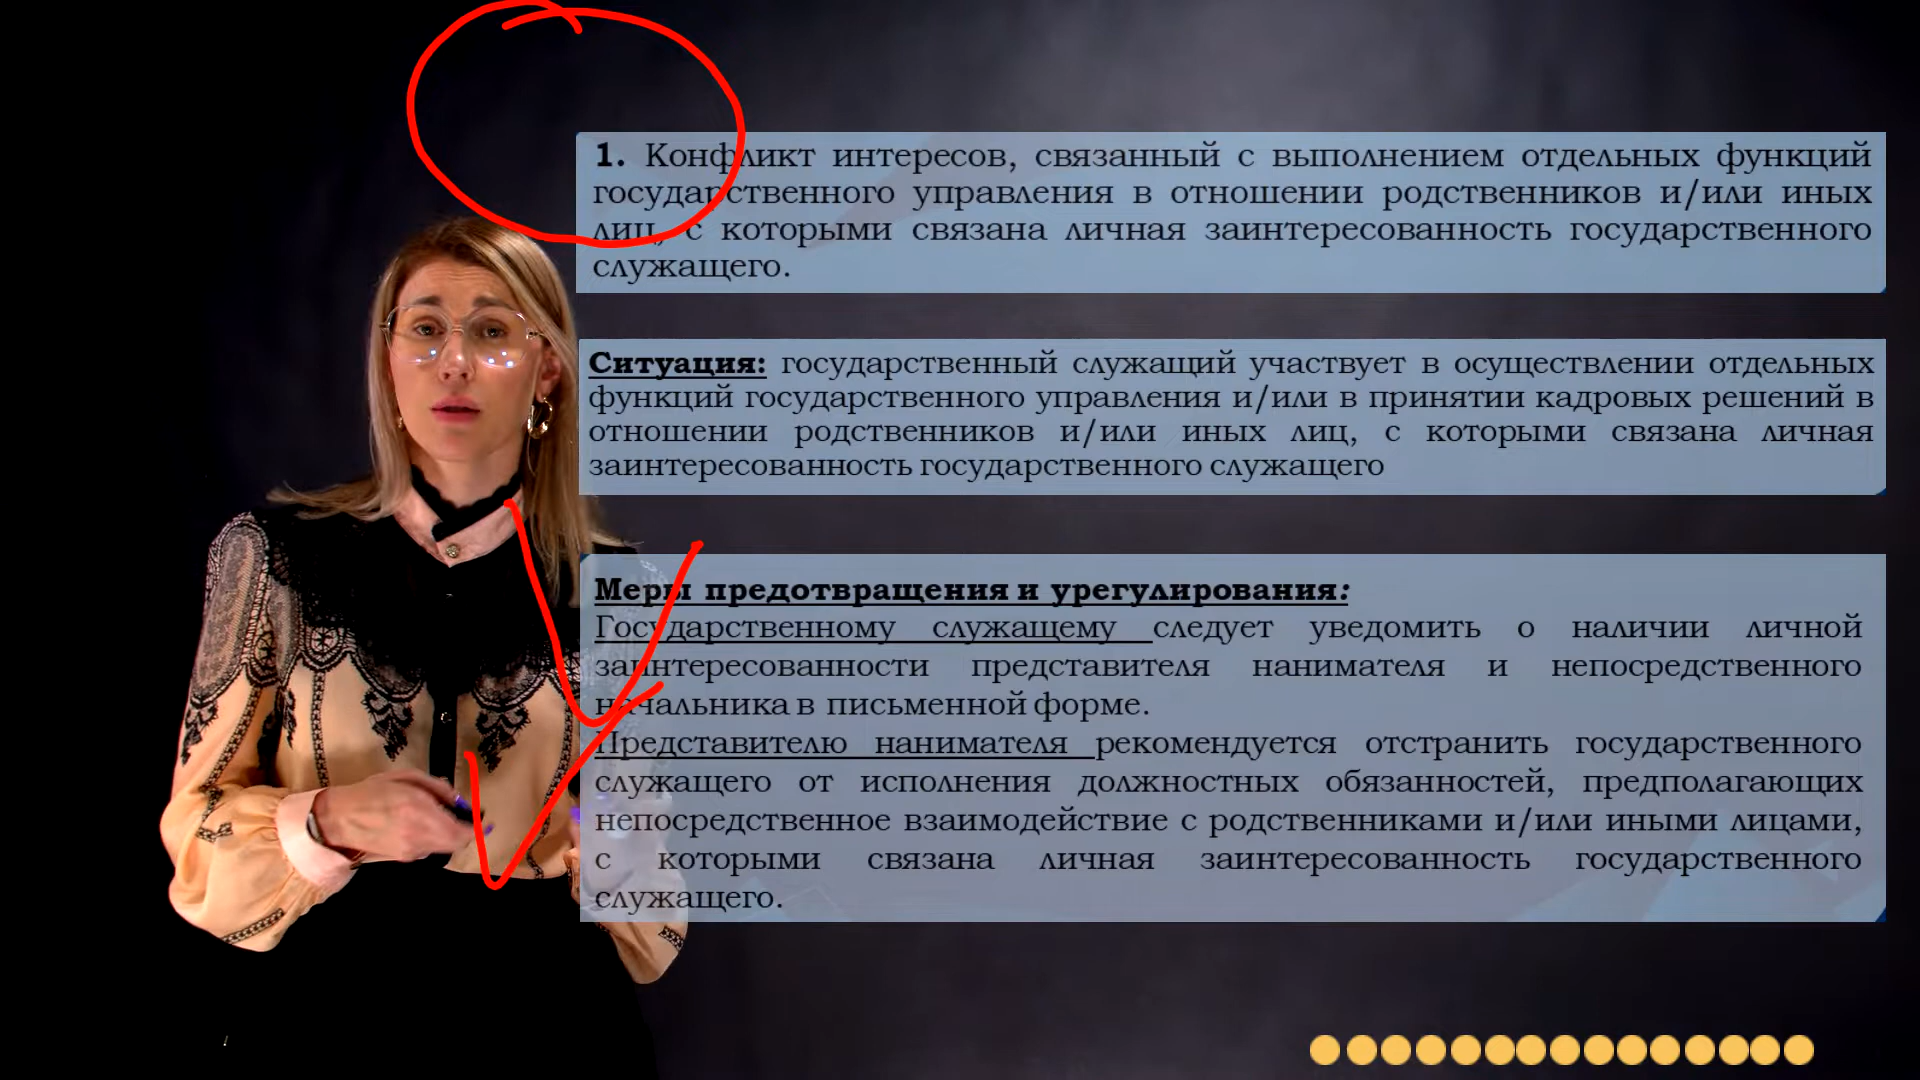 1. Конфликт интересов, связанный с выполнением отдельных функций
государственного управления в отношении родственников и/или иных
лиц, с которыми связана личная заинтересованность государственного
служащего.
Ситуация: государственный служащий участвует в осуществлении отдельных
функций государственного управления и/или в принятии кадровых решений в
отношении родственников и/или иных лиц, с которыми связана личная
заинтересованность государственного служащего
Меры предотвращения и урегулирования:
Государственному служащему следует уведомить о наличии личной
заинтересованности представителя нанимателя и непосредственного
начальника в письменной форме.
Представителю нанимателя рекомендуется отстранить государственного
служащего от исполнения должностных обязанностей, предполагающих
непосредственное взаимодействие с родственниками и/или иными лицами,
с которыми связана личная заинтересованность государственного
служащего.